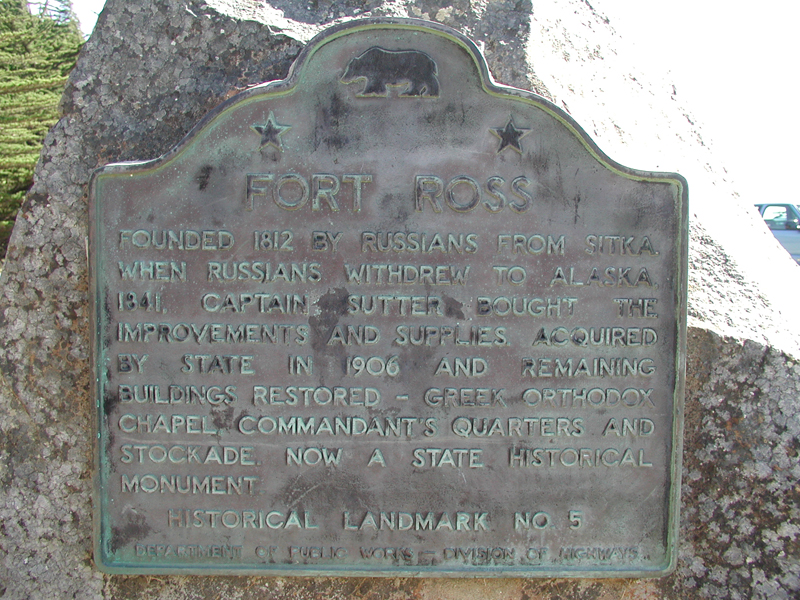 FORT ROSS
FOUNDED 1812 BY RUSSIANS FROM SITKA.
WHEN RUSSIANS WITHDREW TO ALASKA,
1841, CAPTAIN SUTTER BOUGHT THE
IMPROVEMENTS AND SUPPLIES. ACQUIRED
BY STATE IN 1906 AND REMAINING
BUILDINGS RESTORED - GREEK ORTHODOX
CHAPEL, COMMANDANT'S QUARTERS AND
STOCKADE. NOW A STATE HISTORICAL
MONUMENT
HISTORICAL LANDMARK NO. 5
DEPARTMENT OF PUBLIC WORKS - DIVISION OF HIGHWAYS